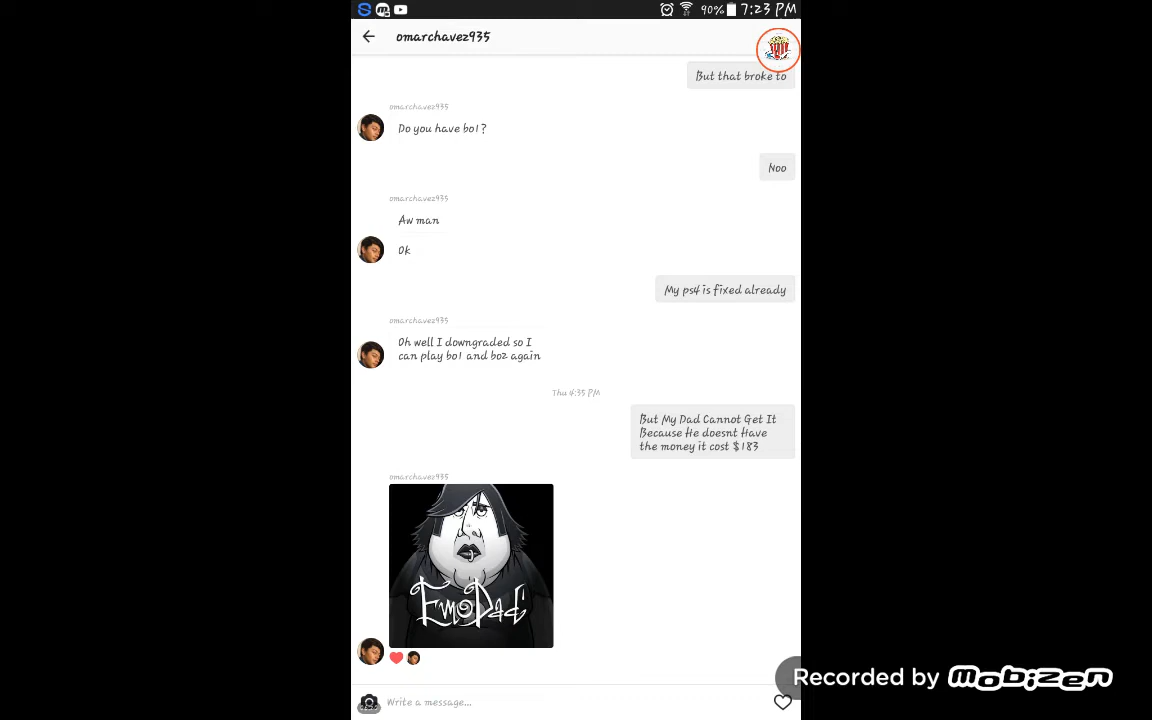 90% 7:23 PM
omarchavez935
But that broke to
omarchavez935
Do you have bo1?
Noo
omarchavez935
Aw man
Ok
My ps4 is fixed already
omarchavez935
Oh well I downgraded so I
can play bo1 and bo2 again
Thu 4:35 PM
But My Dad Cannot Get It
Because He doesnt Have
the money it cost $183
omarchavez935
EmoDad
Write a message...
Recorded by mobizen